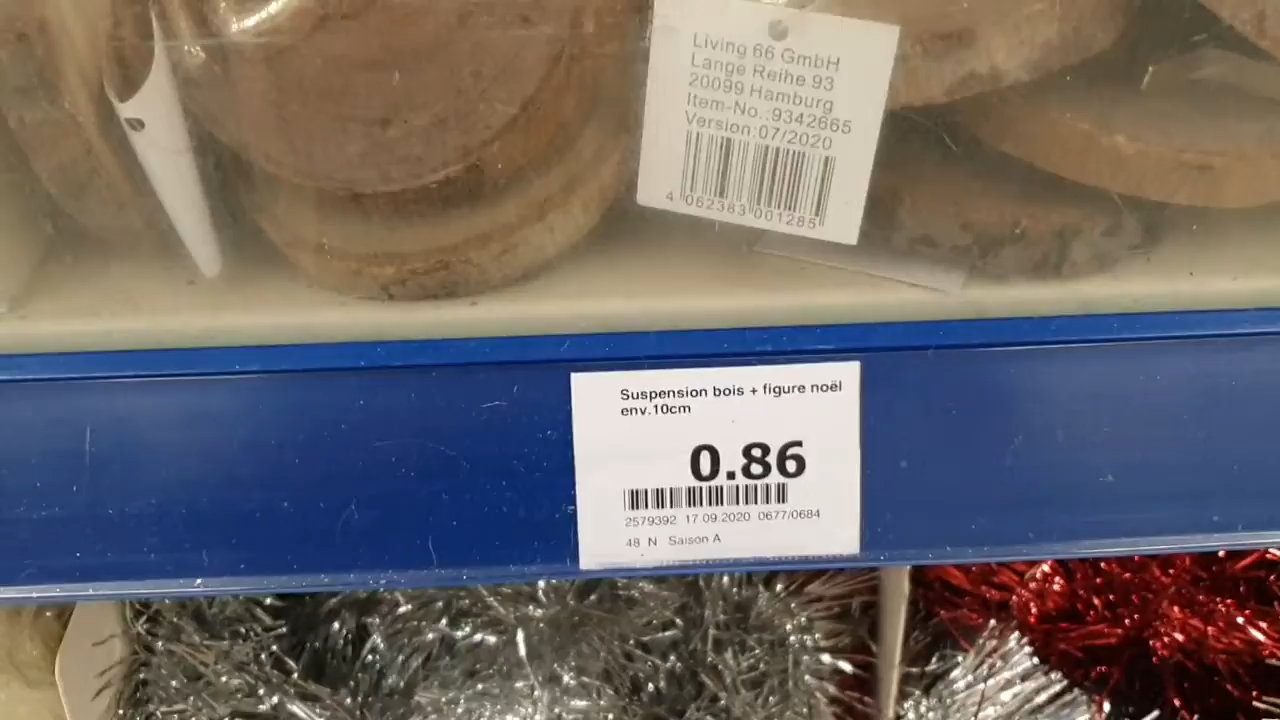 Living 66 GmbH
Lange Reihe 93
20099 Hamburg
Item-No.:9342665
Version:07/2020
4 062383 001285
Suspension bois + figure noël
env.10cm
0.86
2579392 17.09.2020 0677/0684
48 N Saison A